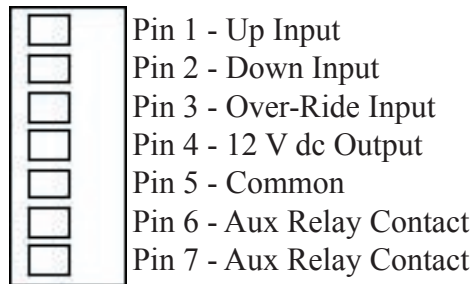 Pin 1 - Up Input
Pin 2 - Down Input
Pin 3 - Over-Ride Input
Pin 4 - 12 V dc Output
Pin 5 - Common
Pin 6 - Aux Relay Contact
Pin 7 - Aux Relay Contact